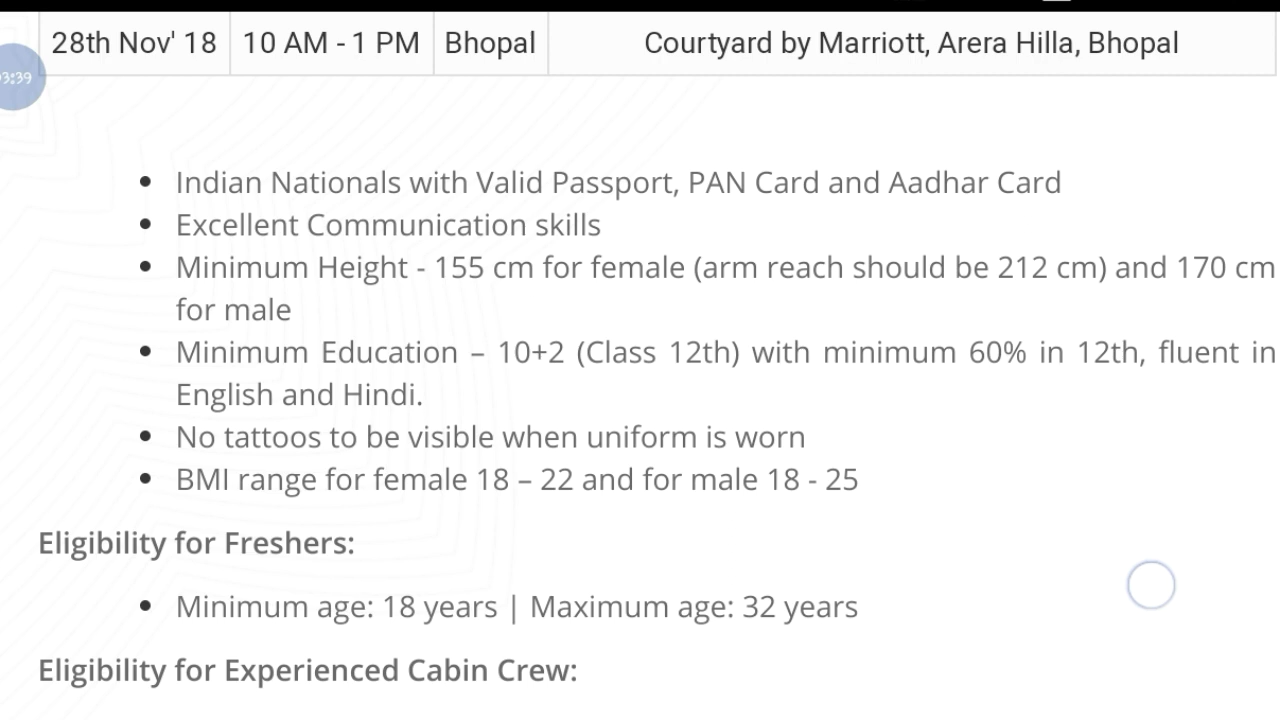 28th Nov' 18 10 AM - 1 PM Bhopal Courtyard by Marriott, Arera Hilla, Bhopal
3:39
Indian Nationals with Valid Passport, PAN Card and Aadhar Card
Excellent Communication skills
Minimum Height - 155 cm for female (arm reach should be 212 cm) and 170 cm
for male
Minimum Education – 10+2 (Class 12th) with minimum 60% in 12th, fluent in
English and Hindi.
No tattoos to be visible when uniform is worn
BMI range for female 18 – 22 and for male 18 - 25
Eligibility for Freshers:
Minimum age: 18 years | Maximum age: 32 years
Eligibility for Experienced Cabin Crew: